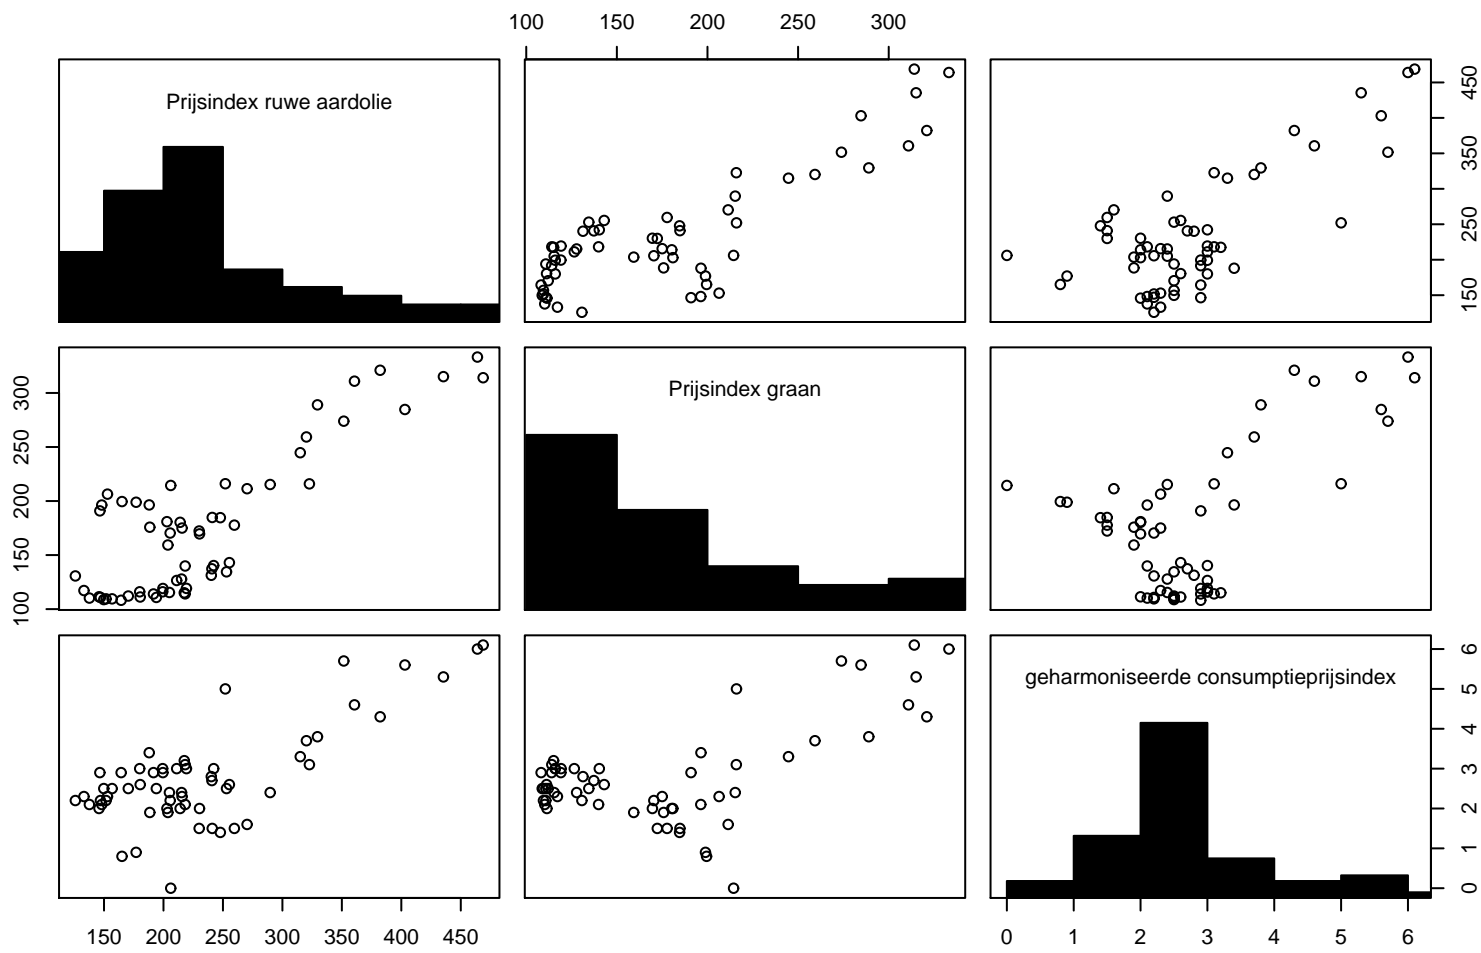 100 150 200 300
Prijsindex ruwe aardolie
150 250 350 450
100 150 200 300
Prijsindex graan
geharmoniseerde consumptieprijsindex
0 1 2 3 4 5 6
150 200 250 300 350 400 450
0 1 2 3 4 5 6